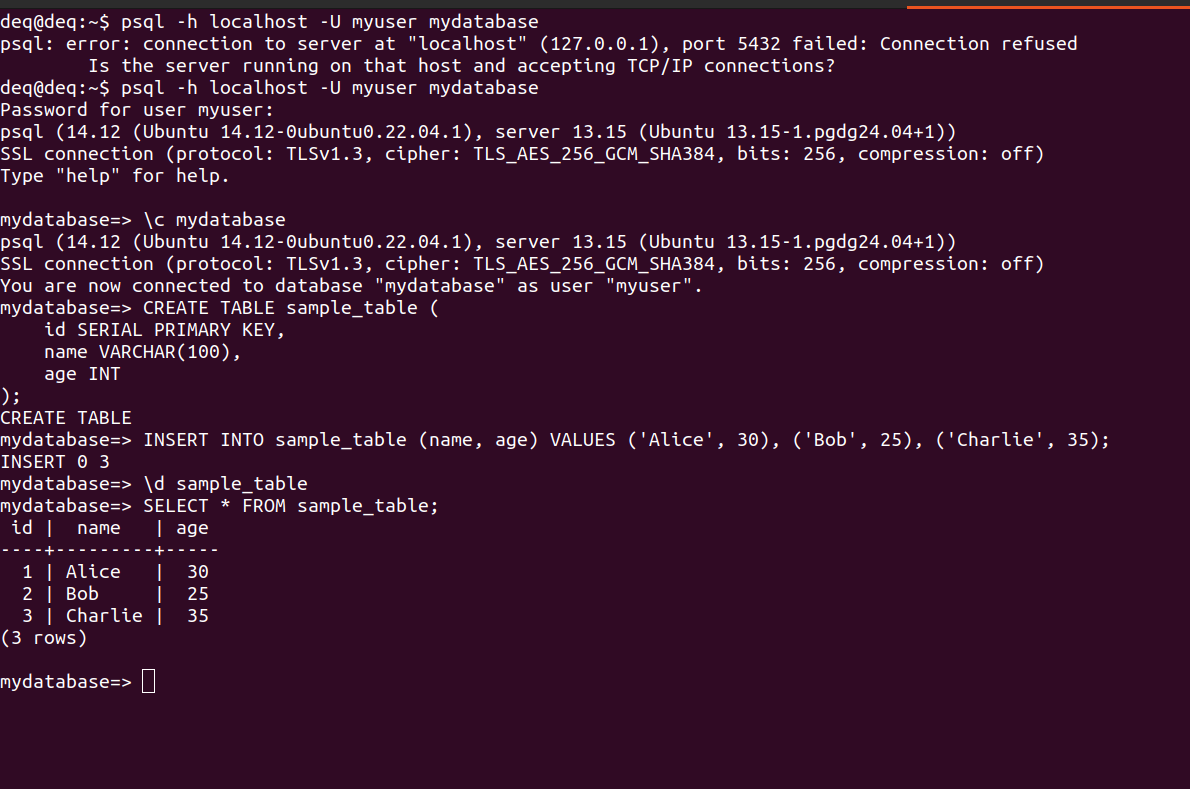 deq@deq:~$ psql -h localhost -U myuser mydatabase
psql: error: connection to server at "localhost" (127.0.0.1), port 5432 failed: Connection refused
        Is the server running on that host and accepting TCP/IP connections?
deq@deq:~$ psql -h localhost -U myuser mydatabase
Password for user myuser:
psql (14.12 (Ubuntu 14.12-0ubuntu0.22.04.1), server 13.15 (Ubuntu 13.15-1.pgdg24.04+1))
SSL connection (protocol: TLSv1.3, cipher: TLS_AES_256_GCM_SHA384, bits: 256, compression: off)
Type "help" for help.

mydatabase=> \c mydatabase
psql (14.12 (Ubuntu 14.12-0ubuntu0.22.04.1), server 13.15 (Ubuntu 13.15-1.pgdg24.04+1))
SSL connection (protocol: TLSv1.3, cipher: TLS_AES_256_GCM_SHA384, bits: 256, compression: off)
You are now connected to database "mydatabase" as user "myuser".
mydatabase=> CREATE TABLE sample_table (
    id SERIAL PRIMARY KEY,
    name VARCHAR(100),
    age INT
);
CREATE TABLE
mydatabase=> INSERT INTO sample_table (name, age) VALUES ('Alice', 30), ('Bob', 25), ('Charlie', 35);
INSERT 0 3
mydatabase=> \d sample_table
mydatabase=> SELECT * FROM sample_table;
 id |  name   | age
----+---------+-----
  1 | Alice   |  30
  2 | Bob     |  25
  3 | Charlie |  35
(3 rows)

mydatabase=>